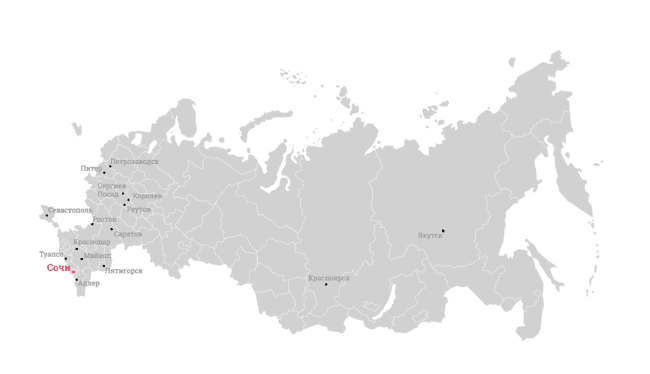 Петрозаводск
Питер
Сергиев
Посад
Королев
Реутов
Севастополь
Ростов
Саратов
Краснодар
Туапсе
Майкоп
Сочи
Пятигорск
Адлер
Якутск
Красноярск